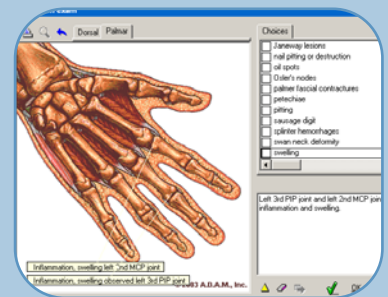 Dorsal Palmar
Choices
Janeway lesions
nail pitting or destruction
oil spots
Osler's nodes
palmer fascial contractures
petechiae
pitting
sausage digit
splinter hemorrhages
swan neck deformity
swelling
Left 3rd PIP joint and left 2nd MCP join
inflammation and swelling.
Inflammation, swelling left 2nd MCP joint
Inflammation, swelling observed left 3rd PIP joint
2003 A.D.A.M., Inc.
OK